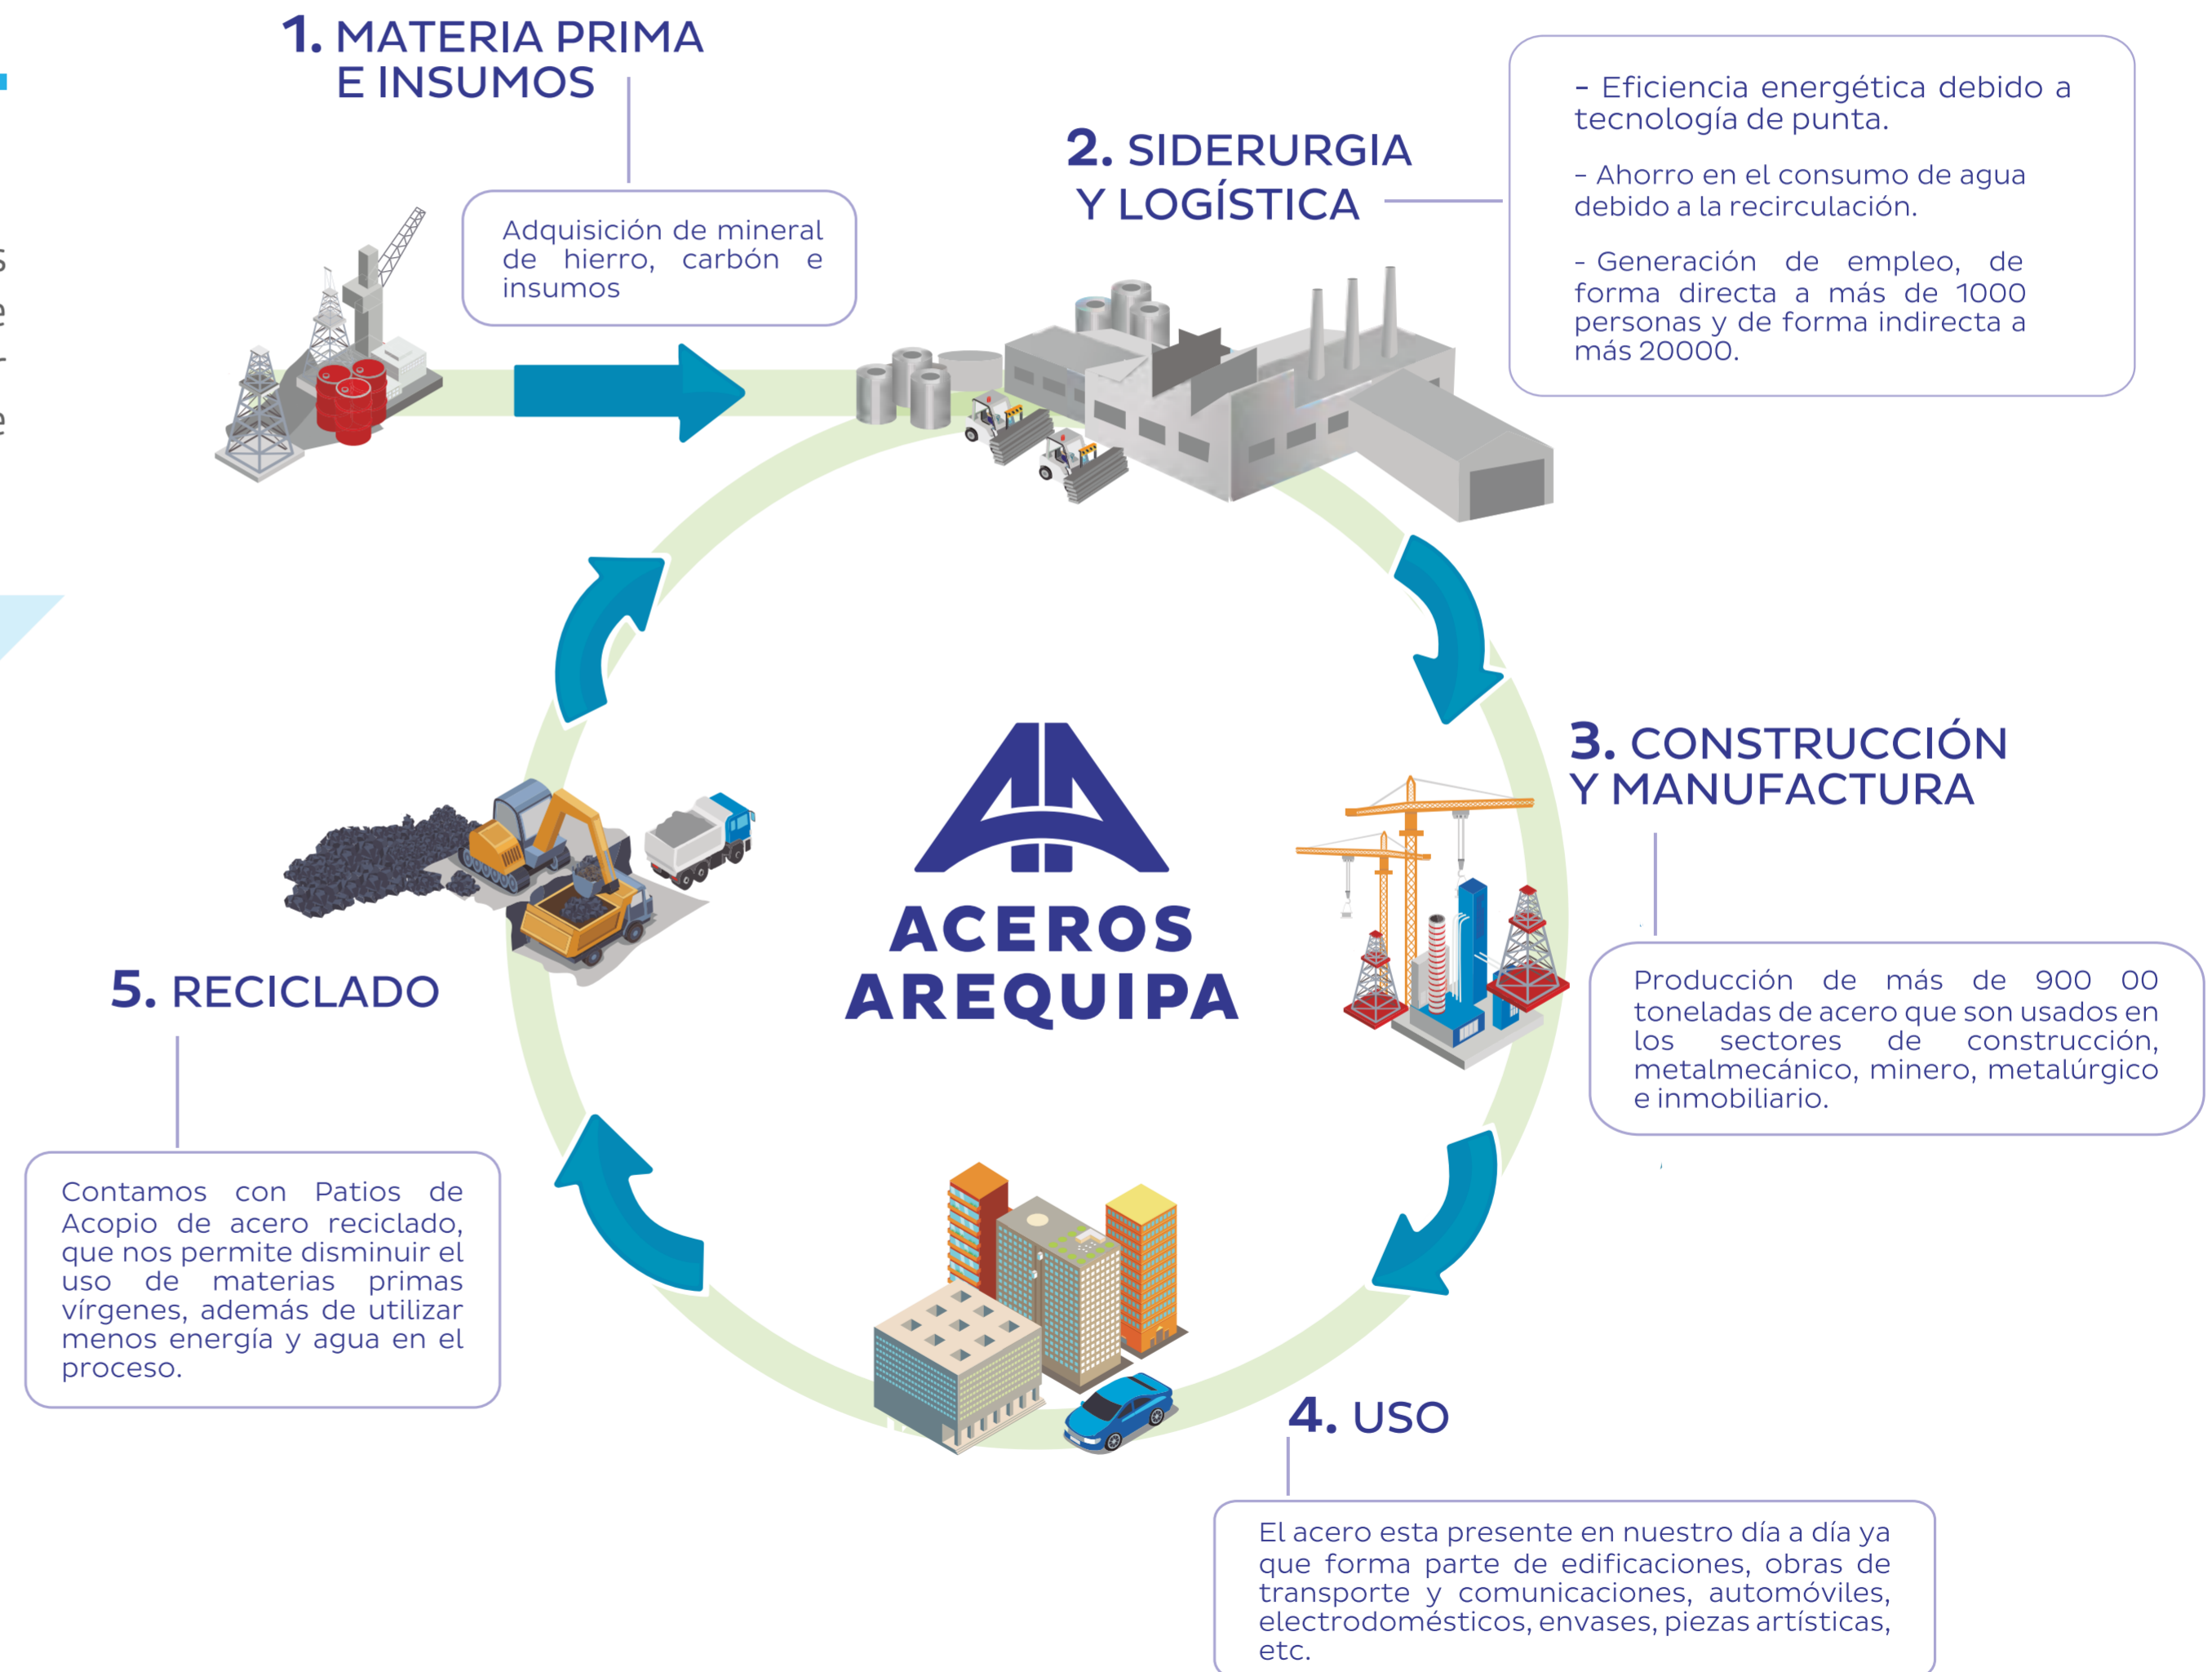 1. MATERIA PRIMA
E INSUMOS
Adquisición de mineral
de hierro, carbón e
insumos
2. SIDERURGIA
Y LOGÍSTICA
- Eficiencia energética debido a
tecnología de punta.
- Ahorro en el consumo de agua
debido a la recirculación.
- Generación de empleo, de
forma directa a más de 1000
personas y de forma indirecta a
más 20000.
3. CONSTRUCCIÓN
Y MANUFACTURA
Producción de más de 900 00
toneladas de acero que son usados en
los sectores de construcción,
metalmecánico, minero, metalúrgico
e inmobiliario.
ACEROS
AREQUIPA
5. RECICLADO
Contamos con Patios de
Acopio de acero reciclado,
que nos permite disminuir el
uso de materias primas
vírgenes, además de utilizar
menos energía y agua en el
proceso.
4. USO
El acero esta presente en nuestro día a día ya
que forma parte de edificaciones, obras de
transporte y comunicaciones, automóviles,
electrodomésticos, envases, piezas artísticas,
etc.